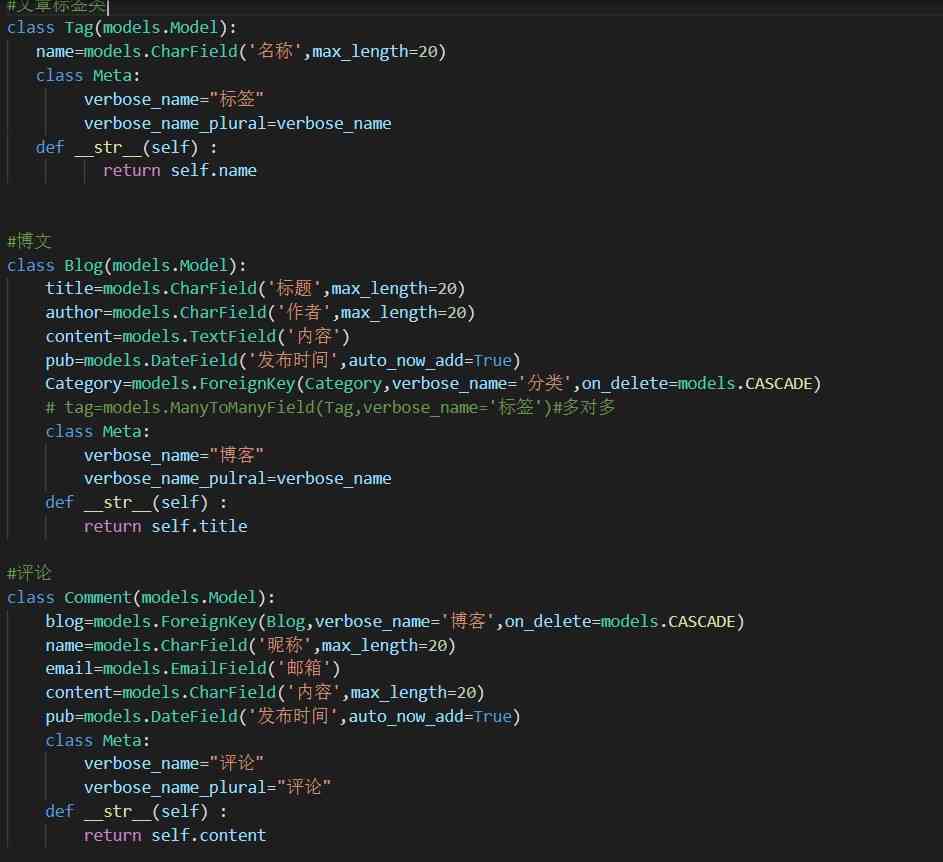 #文章标签类
class Tag(models.Model):
name=models.CharField('名称',max_length=20)
class Meta:
verbose_name="标签"
verbose_name_plural=verbose_name
def __str__(self) :
return self.name
#博文
class Blog(models.Model):
title=models.CharField('标题',max_length=20)
author=models.CharField('作者',max_length=20)
content=models.TextField('内容')
pub=models.DateField('发布时间',auto_now_add=True)
Category=models.ForeignKey(Category,verbose_name='分类',on_delete=models.CASCADE)
# tag=models.ManyToManyField(Tag,verbose_name='标签')#多对多
class Meta:
verbose_name="博客"
verbose_name_pulral=verbose_name
def __str__(self) :
return self.title
#评论
class Comment(models.Model):
blog=models.ForeignKey(Blog,verbose_name='博客',on_delete=models.CASCADE)
name=models.CharField('昵称',max_length=20)
email=models.EmailField('邮箱')
content=models.CharField('内容',max_length=20)
pub=models.DateField('发布时间',auto_now_add=True)
class Meta:
verbose_name="评论"
verbose_name_plural="评论"
def __str__(self) :
return self.content